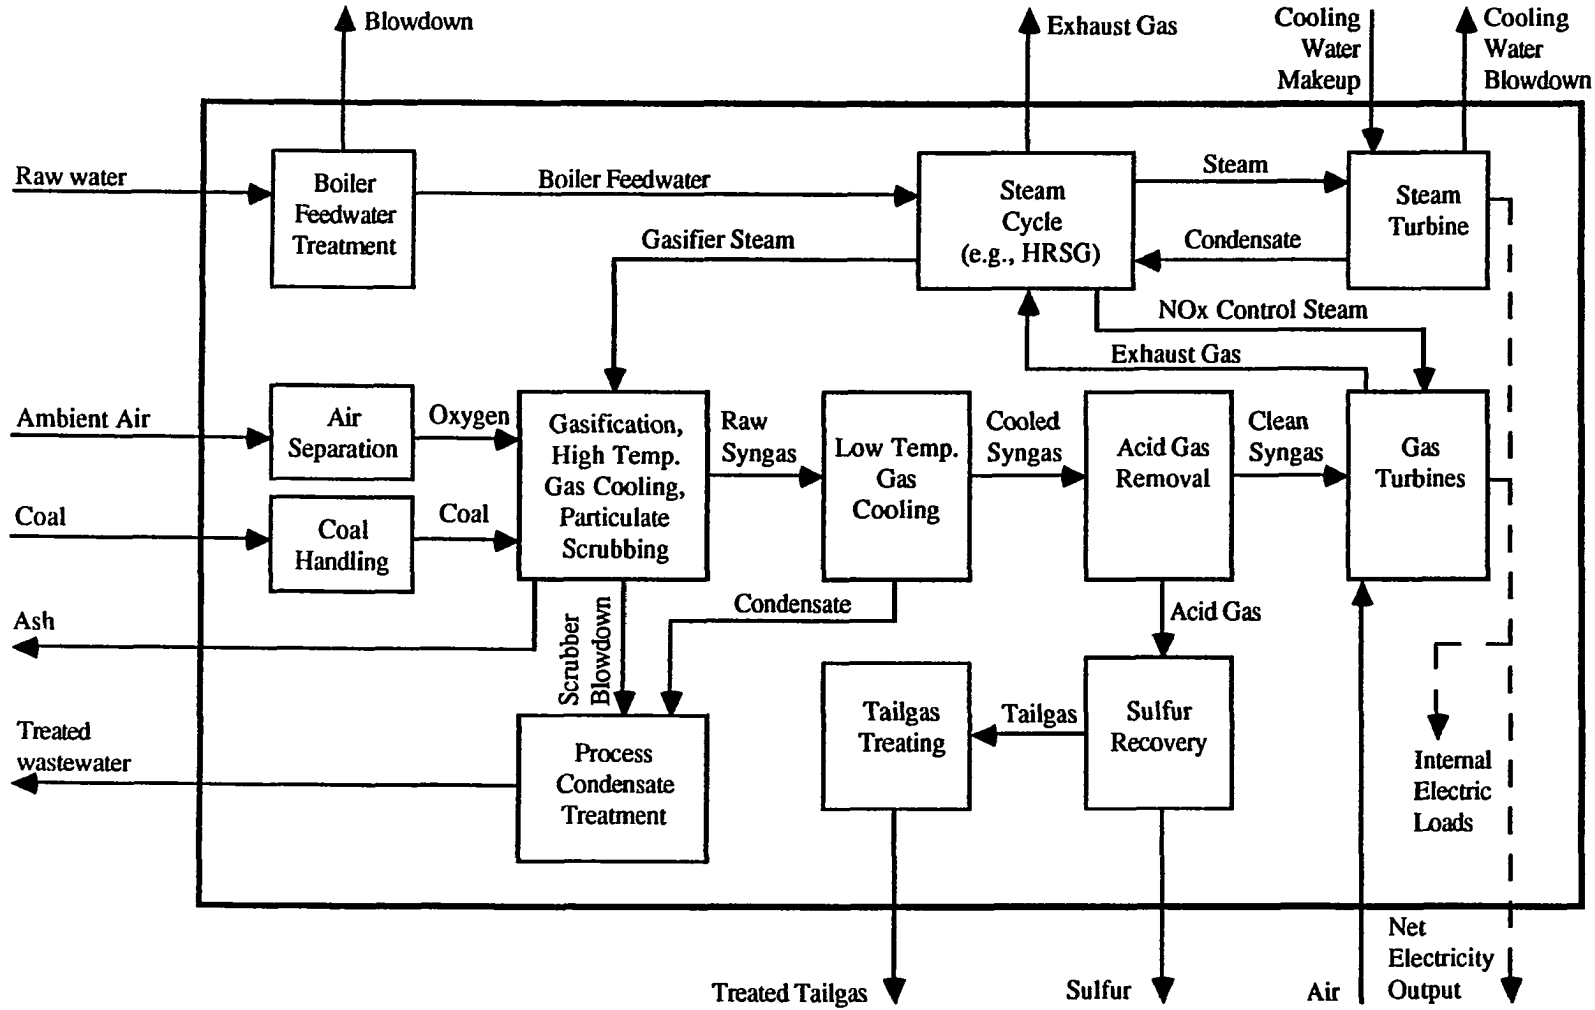 Blowdown
Exhaust Gas
Cooling
Water
Makeup
Cooling
Water
Blowdown
Raw water
Boiler
Feedwater
Treatment
Boiler Feedwater
Steam
Cycle
(e.g., HRSG)
Steam
Condensate
Steam
Turbine
Gasifier Steam
NOx Control Steam
Exhaust Gas
Ambient Air
Air
Separation
Oxygen
Coal
Coal
Handling
Coal
Gasification,
High Temp.
Gas Cooling,
Particulate
Scrubbing
Raw
Syngas
Low Temp.
Gas
Cooling
Cooled
Syngas
Acid Gas
Removal
Clean
Syngas
Gas
Turbines
Ash
Scrubber
Blowdown
Condensate
Acid Gas
Treated
wastewater
Process
Condensate
Treatment
Tailgas
Treating
Tailgas
Sulfur
Recovery
Internal
Electric
Loads
Treated Tailgas
Sulfur
Air
Net
Electricity
Output